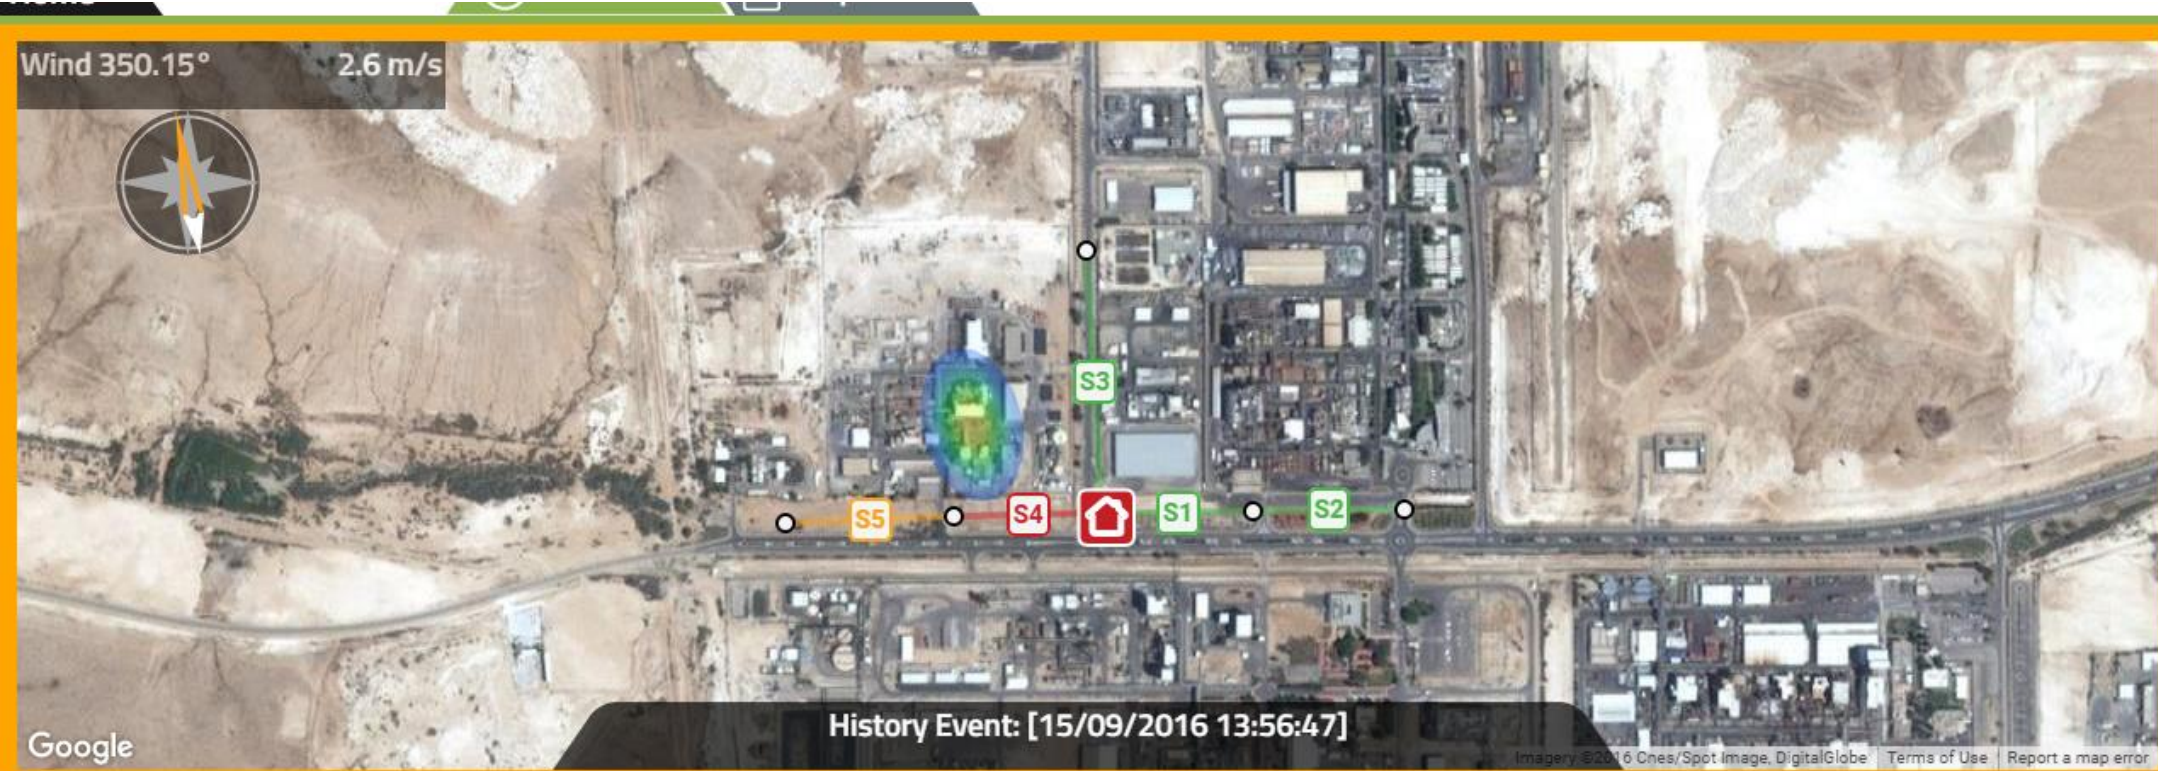 Wind 350.15° 2.6 m/s
S3
S5
S4
S1
S2
History Event: [15/09/2016 13:56:47]
Google
Imagery ©2016 Cnes/Spot Image, DigitalGlobe Terms of Use Report a map error